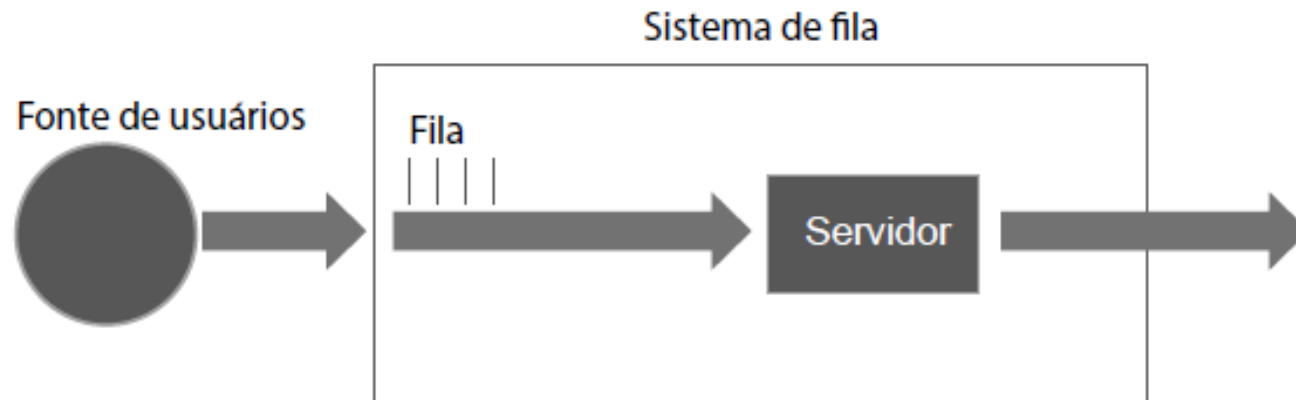 Sistema de fila
Fonte de usuários
Fila
Servidor